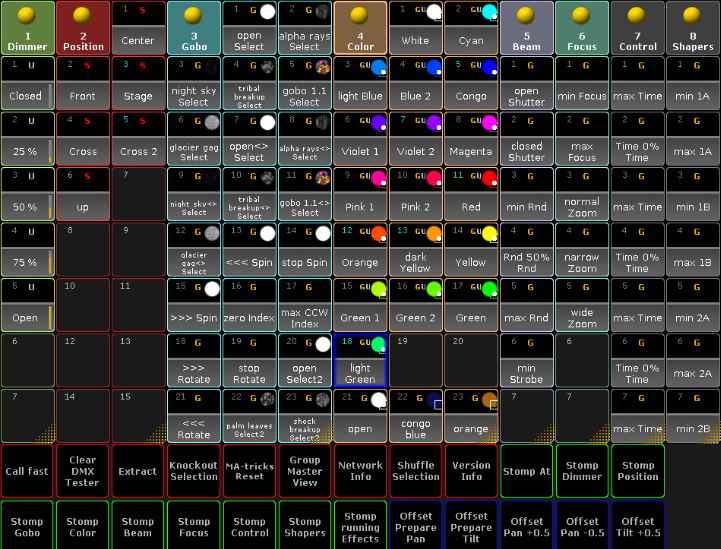 1 Dimmer
2 Position
1 S Center
3 Gobo
1 G open Select
2 G alpha rays Select
4 Color
1 GU White
2 GU Cyan
5 Beam
6 Focus
7 Control
8 Shapers
1 U Closed
2 S Front
3 S Stage
3 G night sky Select
4 G tribal breakup Select
5 G gobo 1.1 Select
3 GU light Blue
4 GU Blue 2
5 GU Congo
1 G open Shutter
1 G min Focus
1 G max Time
1 G min 1A
2 U 25 %
4 S Cross
5 S Cross 2
6 G glacier gag Select
7 G open<> Select
8 G alpha rays<> Select
6 GU Violet 1
7 GU Violet 2
8 GU Magenta
2 G closed Shutter
2 G max Focus
2 G Time 0% Time
2 G max 1A
3 U 50 %
6 S up
7
9 G night sky<> Select
10 G tribal breakup<> Select
11 G gobo 1.1<> Select
9 GU Pink 1
10 GU Pink 2
11 GU Red
3 G min Rnd
3 G normal Zoom
3 G max Time
3 G min 1B
4 U 75 %
8
9
12 G glacier gag<> Select
13 G <<< Spin
14 G stop Spin
12 GU Orange
13 GU dark Yellow
14 GU Yellow
4 G Rnd 50% Rnd
4 G narrow Zoom
4 G max Time
4 G max 1B
5 U Open
10
11
15 G >>> Spin
16 G zero Index
17 G max CCW Index
15 GU Green 1
16 GU Green 2
17 GU Green
5 G max Rnd
5 G wide Zoom
5 G max Time
5 G min 2A
6
12
13
18 G >>> Rotate
19 G stop Rotate
20 G open Select2
18 GU light Green
19
20
6 G min Strobe
6
6 G Time 0% Time
6 G max 2A
7
14
15
21 G <<< Rotate
22 G palm leaves Select2
23 G shock breakup Select2
21 G open
22 G congo blue
23 G orange
7
7
7 G max Time
7 G min 2B
Call fast
Clear DMX Tester
Extract
Knockout Selection
MA-tricks Reset
Group Master View
Network Info
Shuffle Selection
Version Info
Stomp At
Stomp Dimmer
Stomp Position
Stomp Gobo
Stomp Color
Stomp Beam
Stomp Focus
Stomp Control
Stomp Shapers
Stomp running Effects
Offset Prepare Pan
Offset Prepare Tilt
Offset Pan +0.5
Offset Pan -0.5
Offset Tilt +0.5